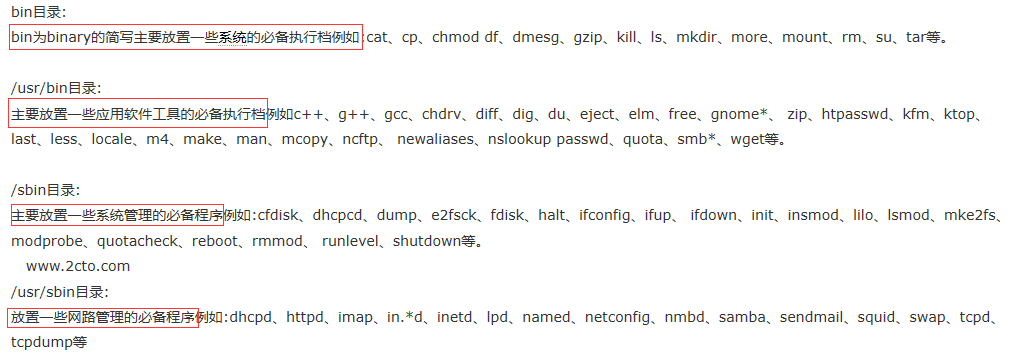 bin目录:
bin为binary的简写主要放置一些系统的必备执行档例如:cat、cp、chmod df、dmesg、gzip、kill、ls、mkdir、more、mount、rm、su、tar等。
/usr/bin目录:
主要放置一些应用软件工具的必备执行档例如c++、g++、gcc、chdrv、diff、dig、du、eject、elm、free、gnome*、 zip、htpasswd、kfm、ktop、
last、less、locale、m4、make、man、mcopy、ncftp、 newaliases、nslookup passwd、quota、smb*、wget等。
/sbin目录:
主要放置一些系统管理的必备程序例如:cfdisk、dhcpcd、dump、e2fsck、fdisk、halt、ifconfig、ifup、 ifdown、init、insmod、lilo、lsmod、mke2fs、
modprobe、quotacheck、reboot、rmmod、 runlevel、shutdown等。
www.2cto.com
/usr/sbin目录:
放置一些网路管理的必备程序例如:dhcpd、httpd、imap、in.*d、inetd、lpd、named、netconfig、nmbd、samba、sendmail、squid、swap、tcpd、
tcpdump等